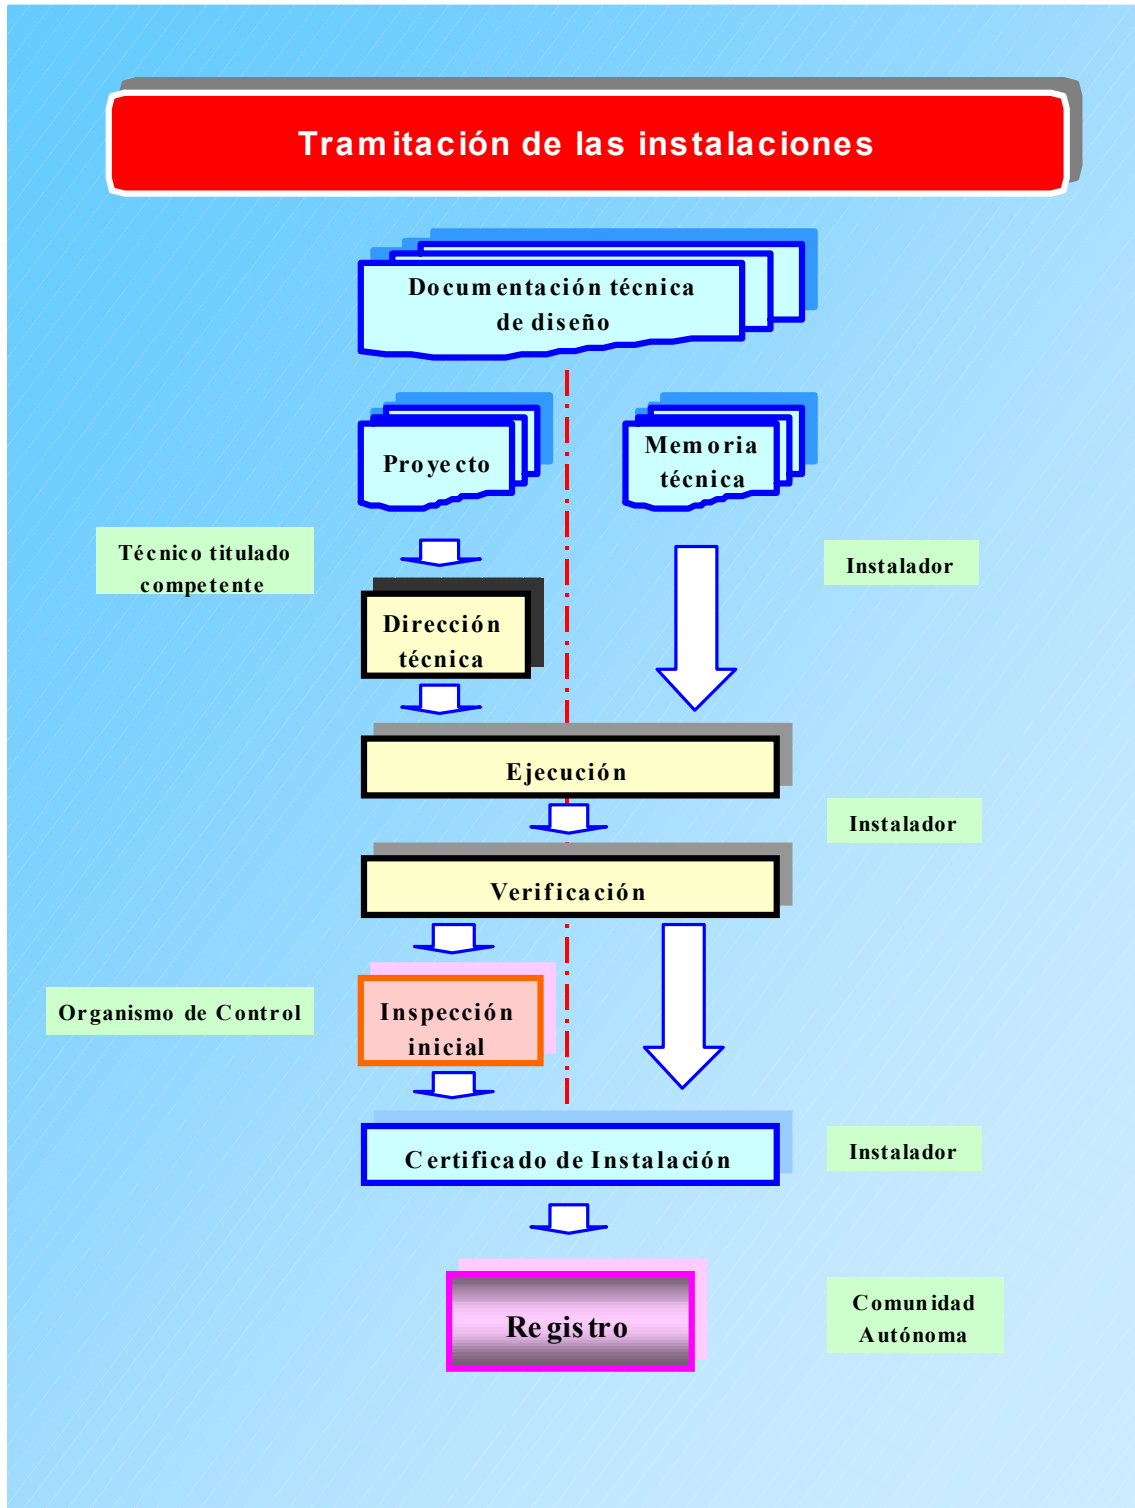 Tramitación de las instalaciones
Documentación técnica
de diseño
Proyecto
Memoria
técnica
Técnico titulado
competente
Instalador
Dirección
técnica
Ejecución
Instalador
Verificación
Organismo de Control
Inspección
inicial
Certificado de Instalación
Instalador
Registro
Comunidad
Autónoma